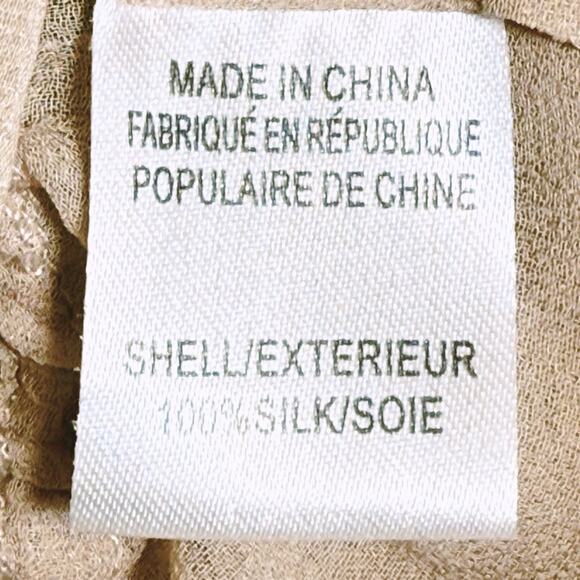 MADE IN CHINA
FABRIQUÉ EN RÉPUBLIQUE
POPULAIRE DE CHINE
SHELL/EXTERIEUR
100% SILK/SOIE